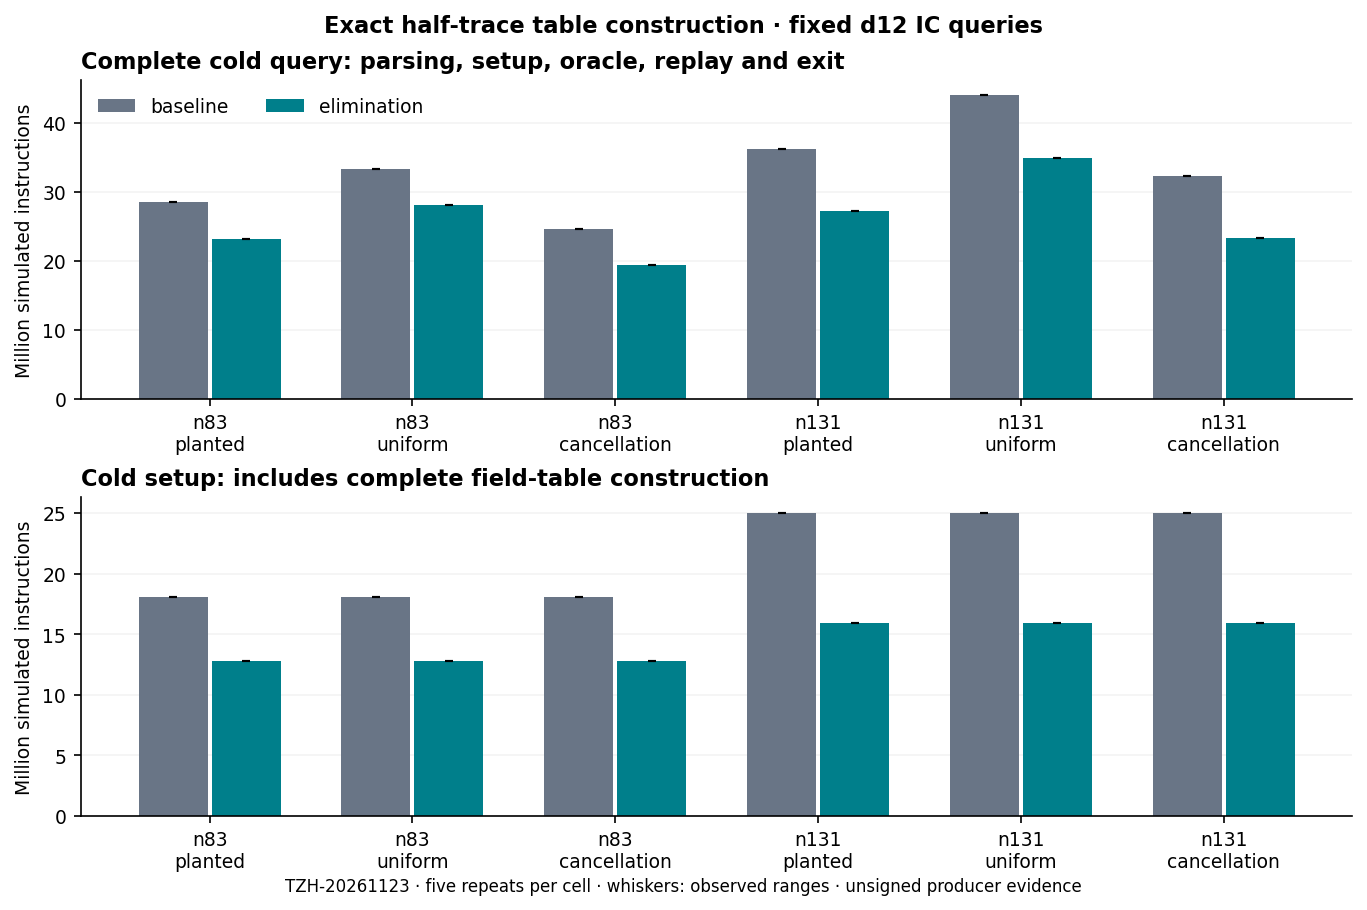 Exact half-trace table construction · fixed d12 IC queries
Complete cold query: parsing, setup, oracle, replay and exit
baseline
elimination
Million simulated instructions
40
30
20
10
0
n83
planted
n83
uniform
n83
cancellation
n131
planted
n131
uniform
n131
cancellation
Cold setup: includes complete field-table construction
Million simulated instructions
25
20
15
10
5
0
n83
planted
n83
uniform
n83
cancellation
n131
planted
n131
uniform
n131
cancellation
TZH-20261123 · five repeats per cell · whiskers: observed ranges · unsigned producer evidence